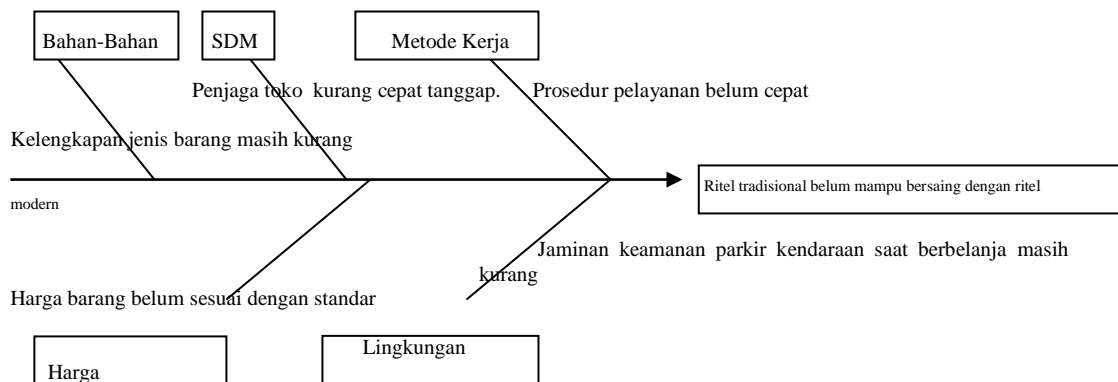 Bahan-Bahan
SDM
Metode Kerja
Penjaga toko kurang cepat tanggap.
Prosedur pelayanan belum cepat
Kelengkapan jenis barang masih kurang
Ritel tradisional belum mampu bersaing dengan ritel
modern
Jaminan keamanan parkir kendaraan saat berbelanja masih
kurang
Harga barang belum sesuai dengan standar
Lingkungan
Harga